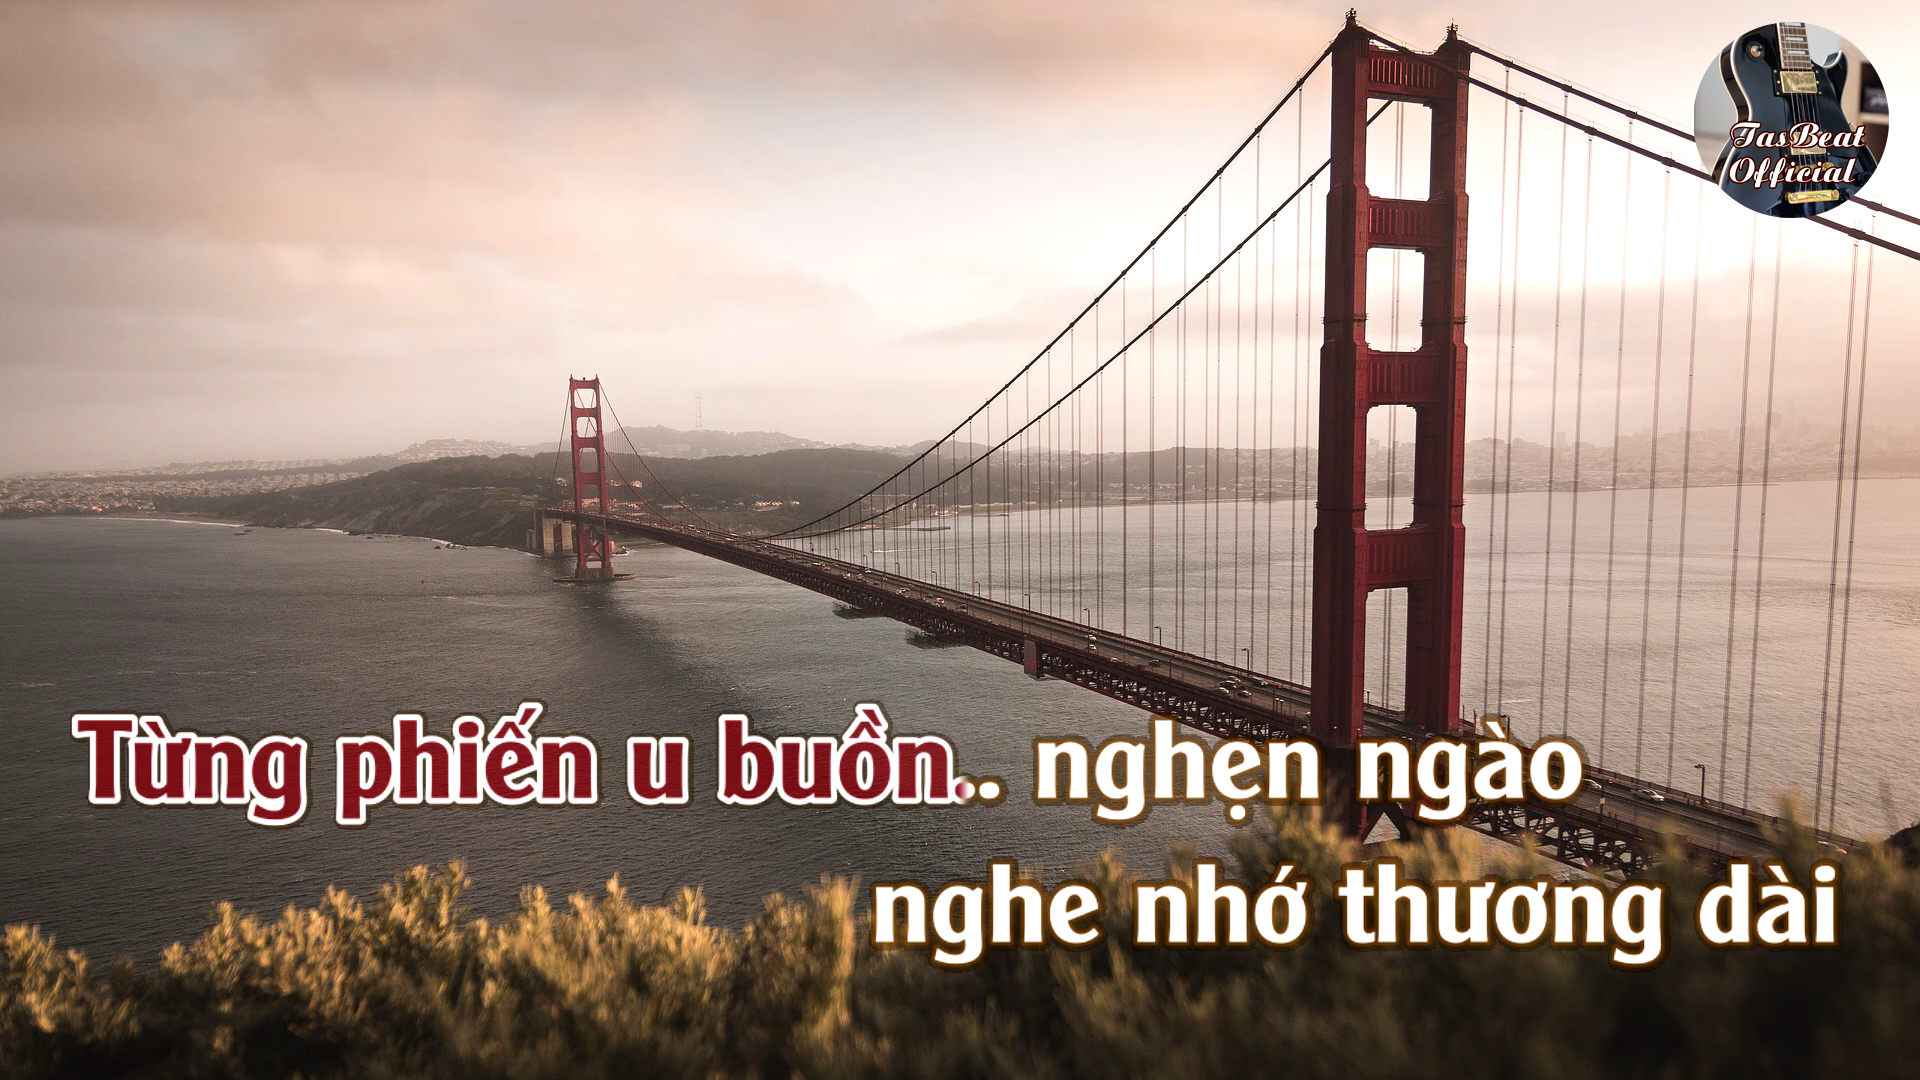 TasBeat
Official
Từng phiến u buồn.. nghẹn ngào
nghe nhớ thương dài